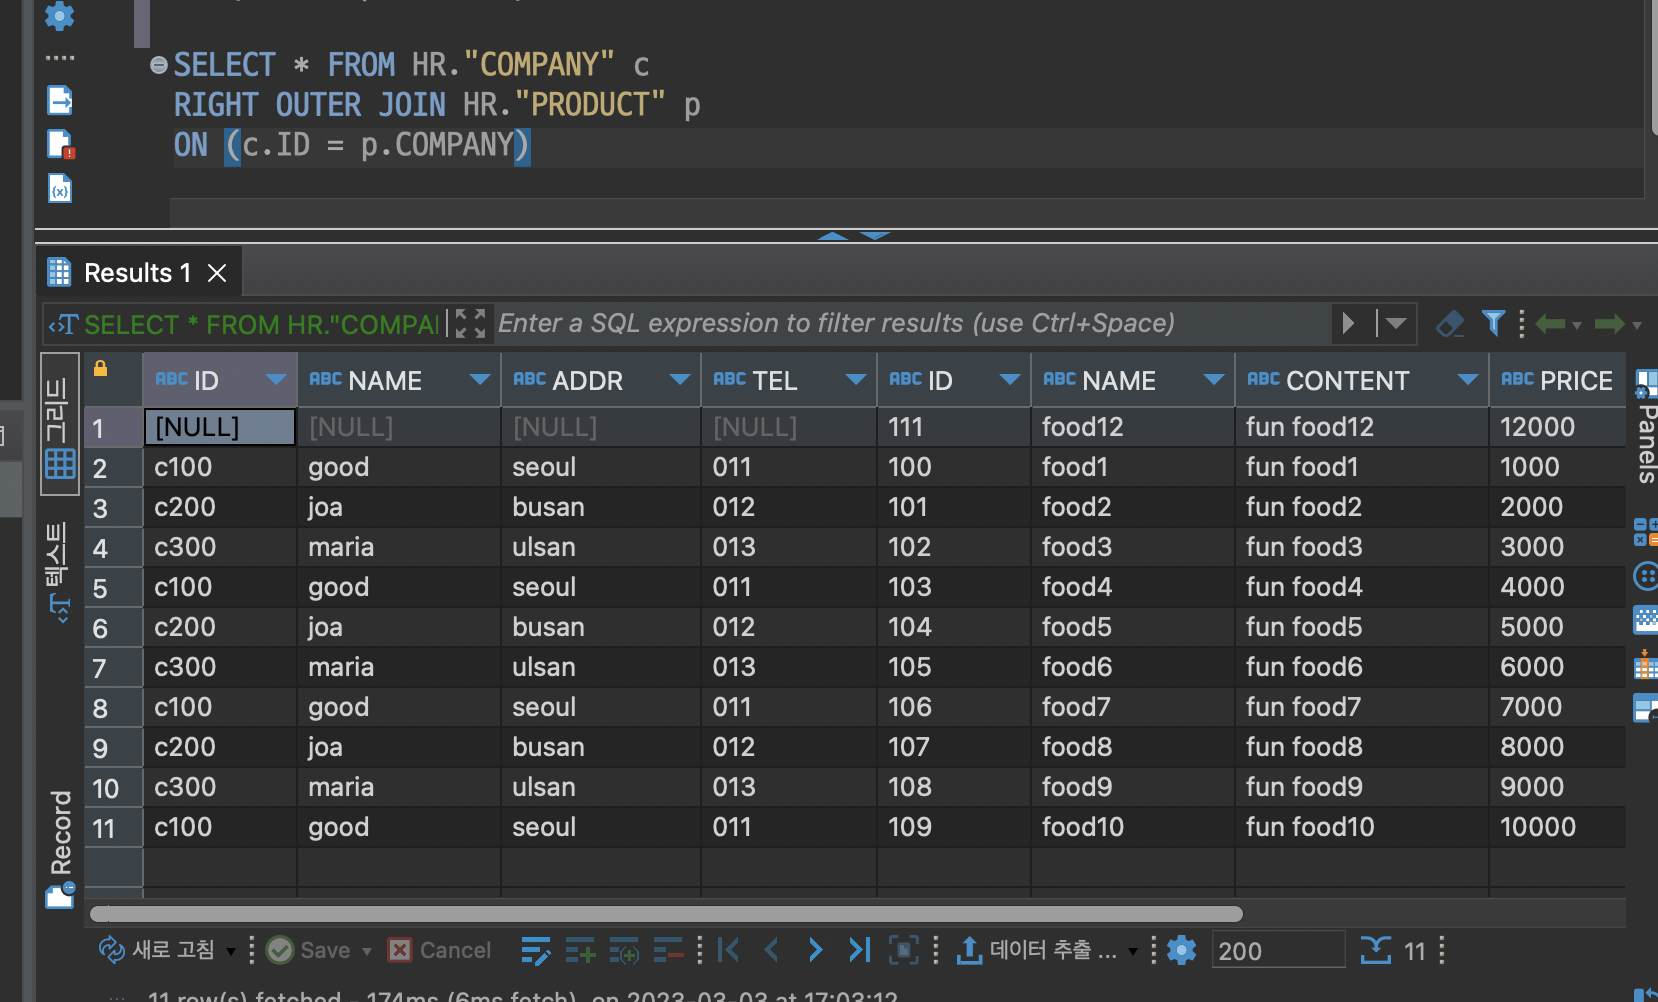 SELECT * FROM HR."COMPANY" c
RIGHT OUTER JOIN HR."PRODUCT" p
ON (c.ID = p.COMPANY)
Results 1
SELECT * FROM HR."COMPAI
Enter a SQL expression to filter results (use Ctrl+Space)
그리드
텍스트
Record
Panels
ABC ID ABC NAME ABC ADDR ABC TEL ABC ID ABC NAME ABC CONTENT ABC PRICE
1 [NULL] [NULL] [NULL] [NULL] 111 food12 fun food12 12000
2 c100 good seoul 011 100 food1 fun food1 1000
3 c200 joa busan 012 101 food2 fun food2 2000
4 c300 maria ulsan 013 102 food3 fun food3 3000
5 c100 good seoul 011 103 food4 fun food4 4000
6 c200 joa busan 012 104 food5 fun food5 5000
7 c300 maria ulsan 013 105 food6 fun food6 6000
8 c100 good seoul 011 106 food7 fun food7 7000
9 c200 joa busan 012 107 food8 fun food8 8000
10 c300 maria ulsan 013 108 food9 fun food9 9000
11 c100 good seoul 011 109 food10 fun food10 10000
새로 고침 Save Cancel 데이터 추출 ... 200 11
11 row(s) fetched - 174ms (6ms fetch), on 2023-03-03 at 17:03:12